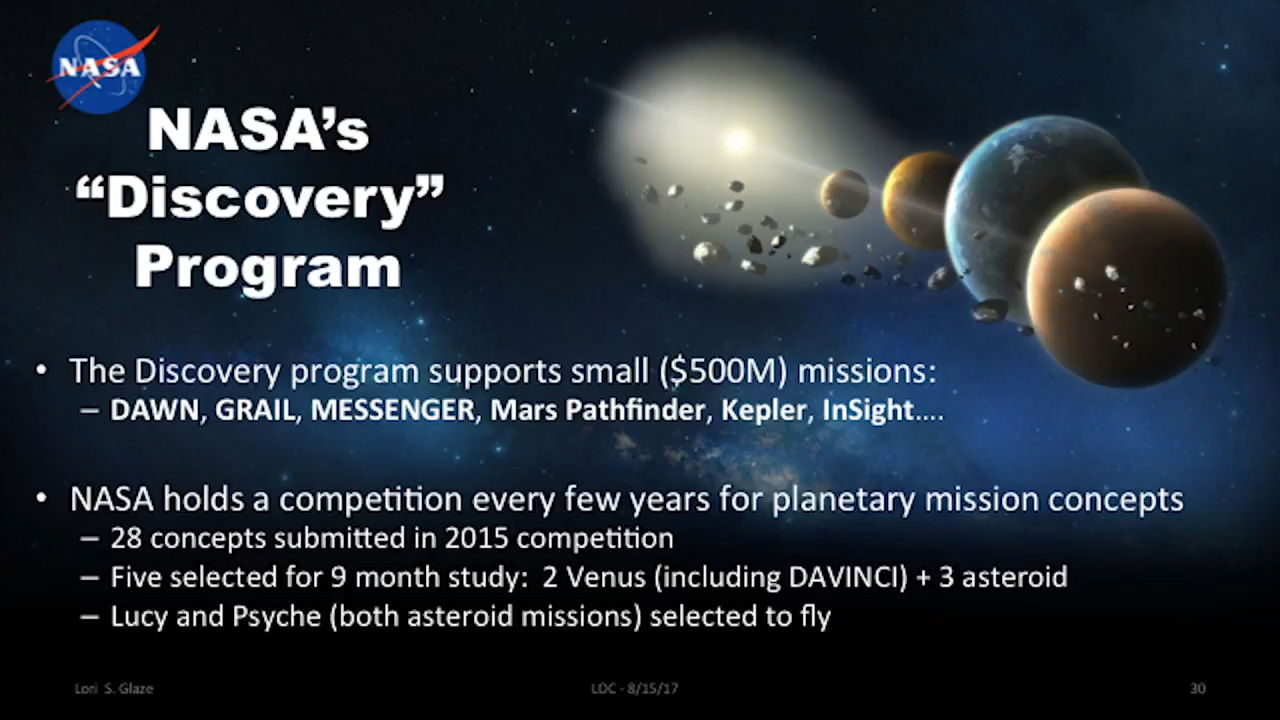 NASA
NASA's
“Discovery”
Program
• The Discovery program supports small ($500M) missions:
– DAWN, GRAIL, MESSENGER, Mars Pathfinder, Kepler, InSight....
• NASA holds a competition every few years for planetary mission concepts
– 28 concepts submitted in 2015 competition
– Five selected for 9 month study:  2 Venus (including DAVINCI) + 3 asteroid
– Lucy and Psyche (both asteroid missions) selected to fly
Lori S. Glaze LOC - 8/15/17 30